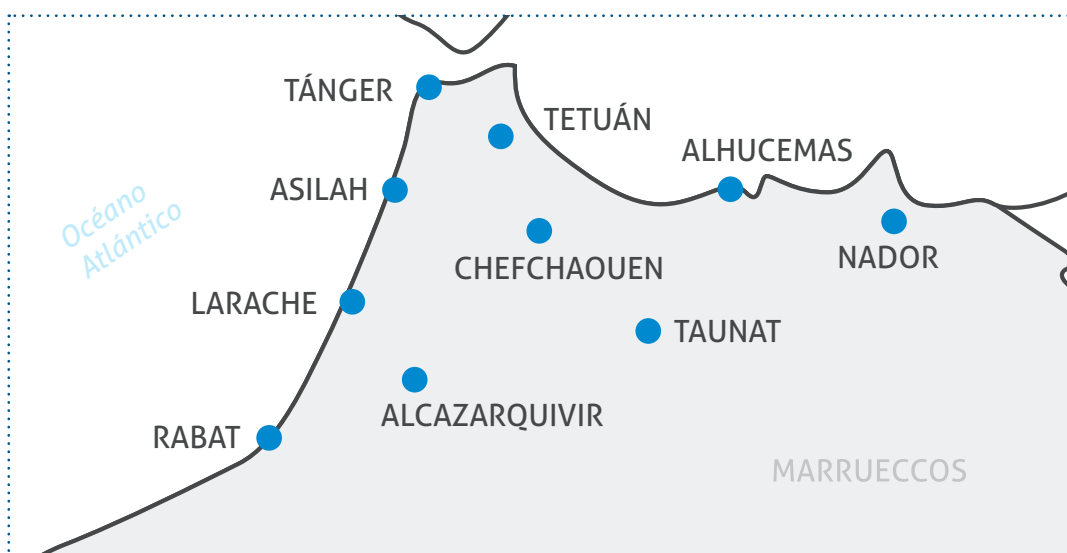 TÁNGER
TETUÁN
ALHUCEMAS
ASILAH
Océano
Atlántico
CHEFCHAOUEN
NADOR
LARACHE
TAUNAT
ALCAZARQUIVIR
RABAT
MARRUECCOS